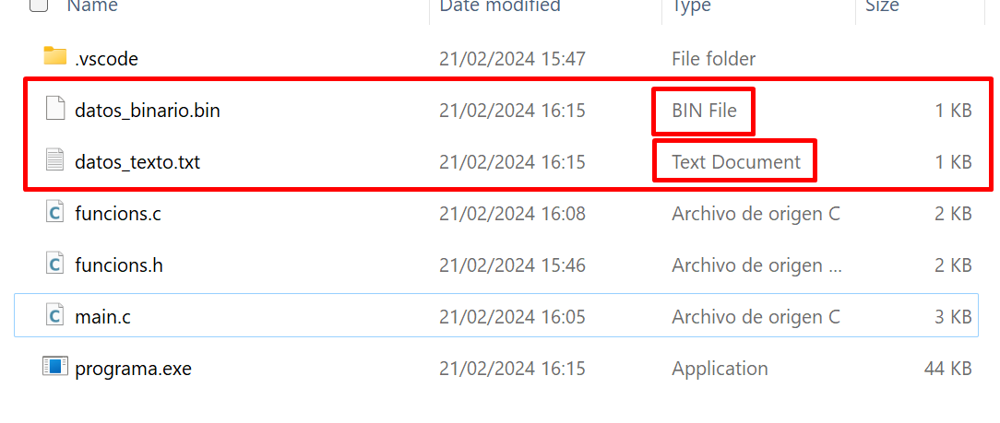 Name Date modified Type Size
.vscode 21/02/2024 15:47 File folder
datos_binario.bin 21/02/2024 16:15 BIN File 1 KB
datos_texto.txt 21/02/2024 16:15 Text Document 1 KB
funcions.c 21/02/2024 16:08 Archivo de origen C 2 KB
funcions.h 21/02/2024 15:46 Archivo de origen ... 2 KB
main.c 21/02/2024 16:05 Archivo de origen C 3 KB
programa.exe 21/02/2024 16:15 Application 44 KB